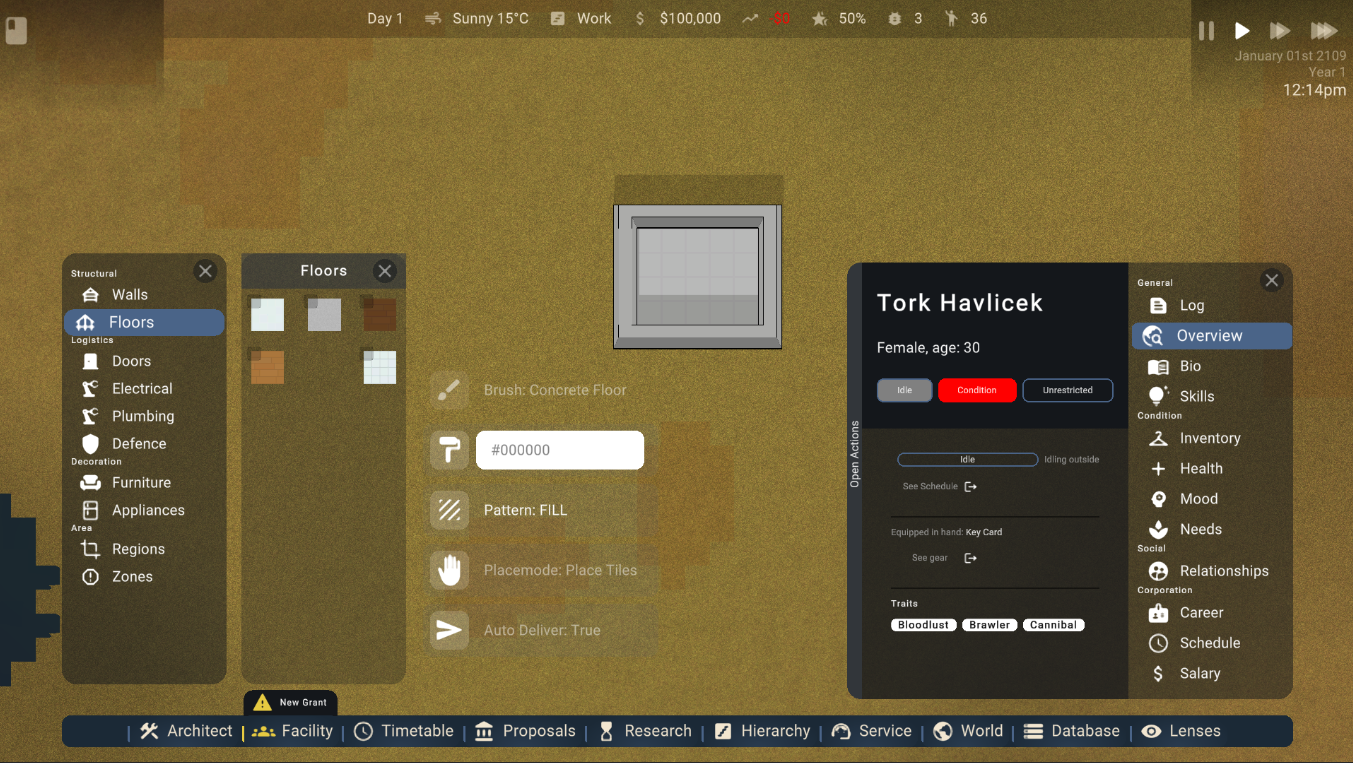 Day 1 Sunny 15°C Work $ $100,000 -$3 50% 3 36
January 01st 2109
Year 1
12:14pm
Structural
Walls
Floors
Logistics
Doors
Electrical
Plumbing
Defence
Decoration
Furniture
Appliances
Area
Regions
Zones
Floors
Brush: Concrete Floor
#000000
Pattern: FILL
Placemode: Place Tiles
Auto Deliver: True
Open Actions
Tork Havlicek
Female, age: 30
Idle Condition Unrestricted
Idle Idling outside
See Schedule
Equipped in hand: Key Card
See gear
Traits
Bloodlust Brawler Cannibal
General
Log
Overview
Bio
Skills
Condition
Inventory
Health
Mood
Needs
Social
Relationships
Corporation
Career
Schedule
$ Salary
New Grant
Architect Facility Timetable Proposals Research Hierarchy Service World Database Lenses